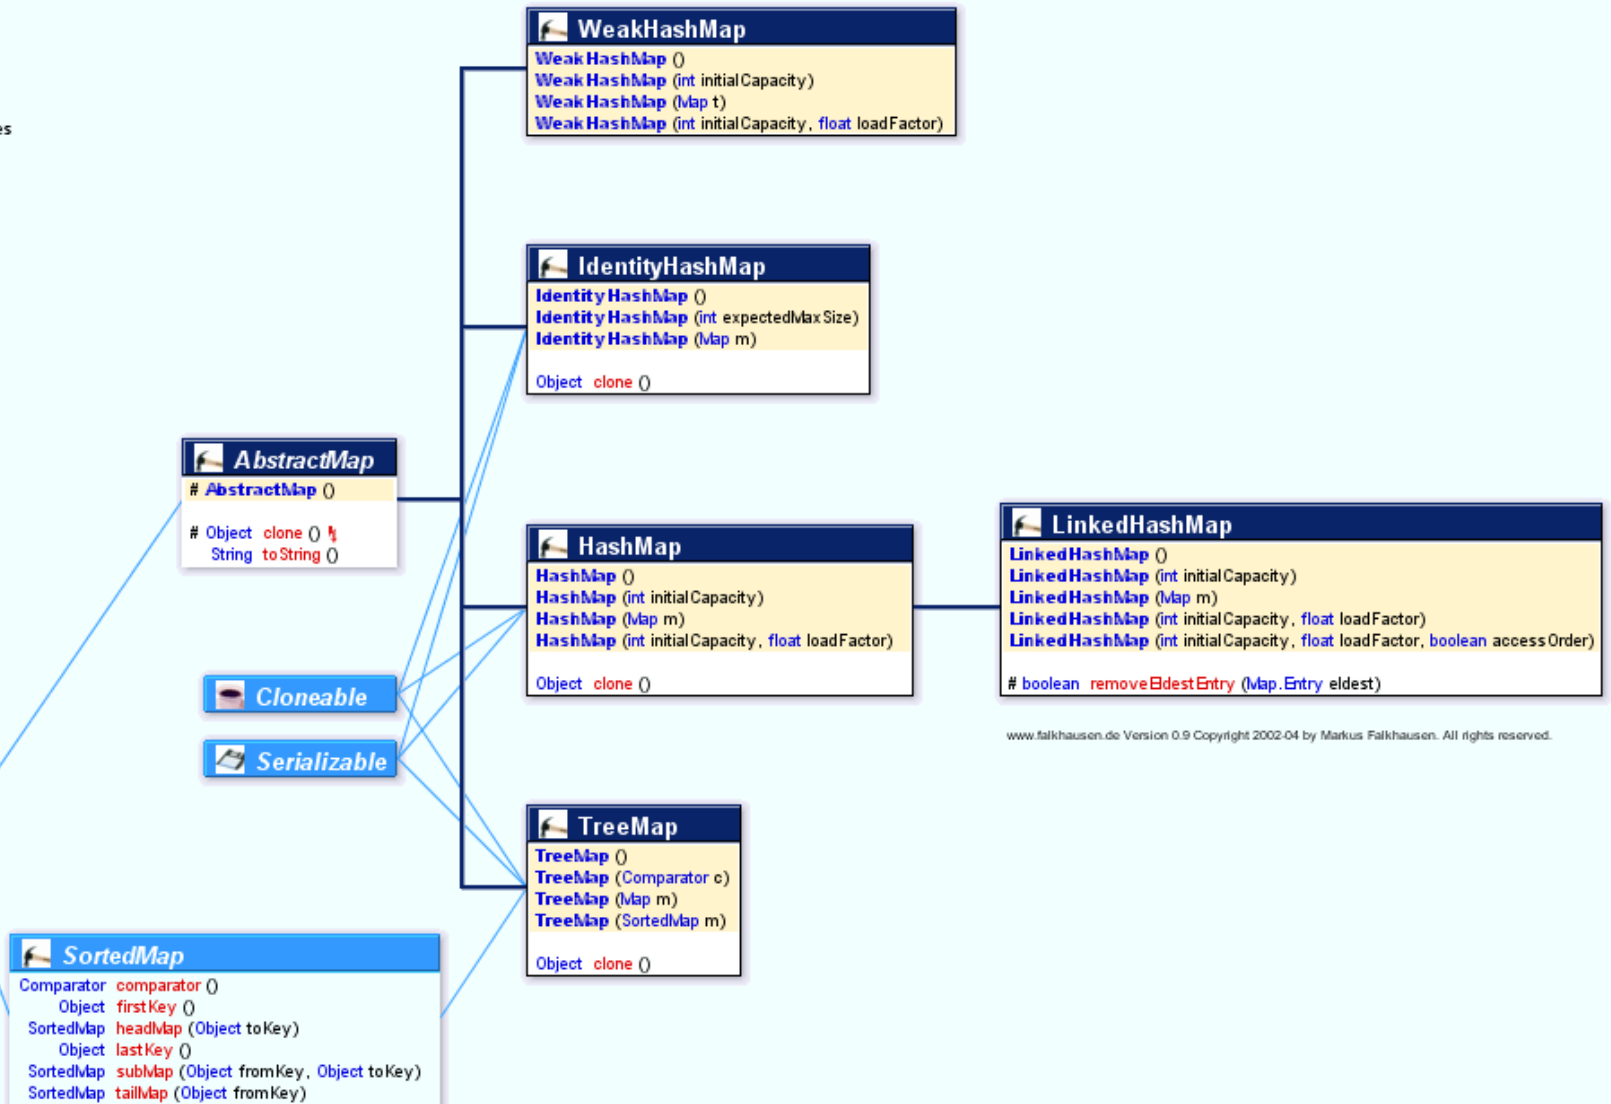 WeakHashMap
WeakHashMap ()
WeakHashMap (int initialCapacity)
WeakHashMap (Map t)
WeakHashMap (int initialCapacity, float loadFactor)
es
IdentityHashMap
IdentityHashMap ()
IdentityHashMap (int expectedMaxSize)
IdentityHashMap (Map m)
Object clone ()
AbstractMap
# AbstractMap ()
# Object clone ()
String toString ()
HashMap
HashMap ()
HashMap (int initialCapacity)
HashMap (Map m)
HashMap (int initialCapacity, float loadFactor)
Object clone ()
LinkedHashMap
LinkedHashMap ()
LinkedHashMap (int initialCapacity)
LinkedHashMap (Map m)
LinkedHashMap (int initialCapacity, float loadFactor)
LinkedHashMap (int initialCapacity, float loadFactor, boolean accessOrder)
# boolean removeEldestEntry (Map.Entry eldest)
www.falkhausen.de Version 0.9 Copyright 2002-04 by Markus Falkhausen. All rights reserved.
Cloneable
Serializable
TreeMap
TreeMap ()
TreeMap (Comparator c)
TreeMap (Map m)
TreeMap (SortedMap m)
Object clone ()
SortedMap
Comparator comparator ()
Object firstKey ()
SortedMap headMap (Object toKey)
Object lastKey ()
SortedMap subMap (Object fromKey, Object toKey)
SortedMap tailMap (Object fromKey)